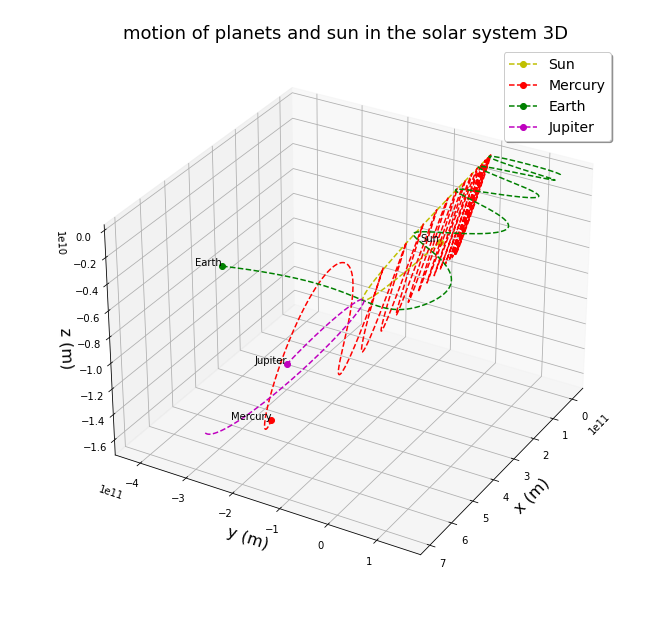 motion of planets and sun in the solar system 3D
Sun
Mercury
Earth
Jupiter
1e10
0.0
−0.2
−0.4
−0.6
−0.8
−1.0
−1.2
−1.4
−1.6
z (m)
Earth
Sun
Jupiter
Mercury
1e11
−4
−3
−2
−1
0
1
y (m)
0
1
2
3
4
5
6
7
1e11
x (m)